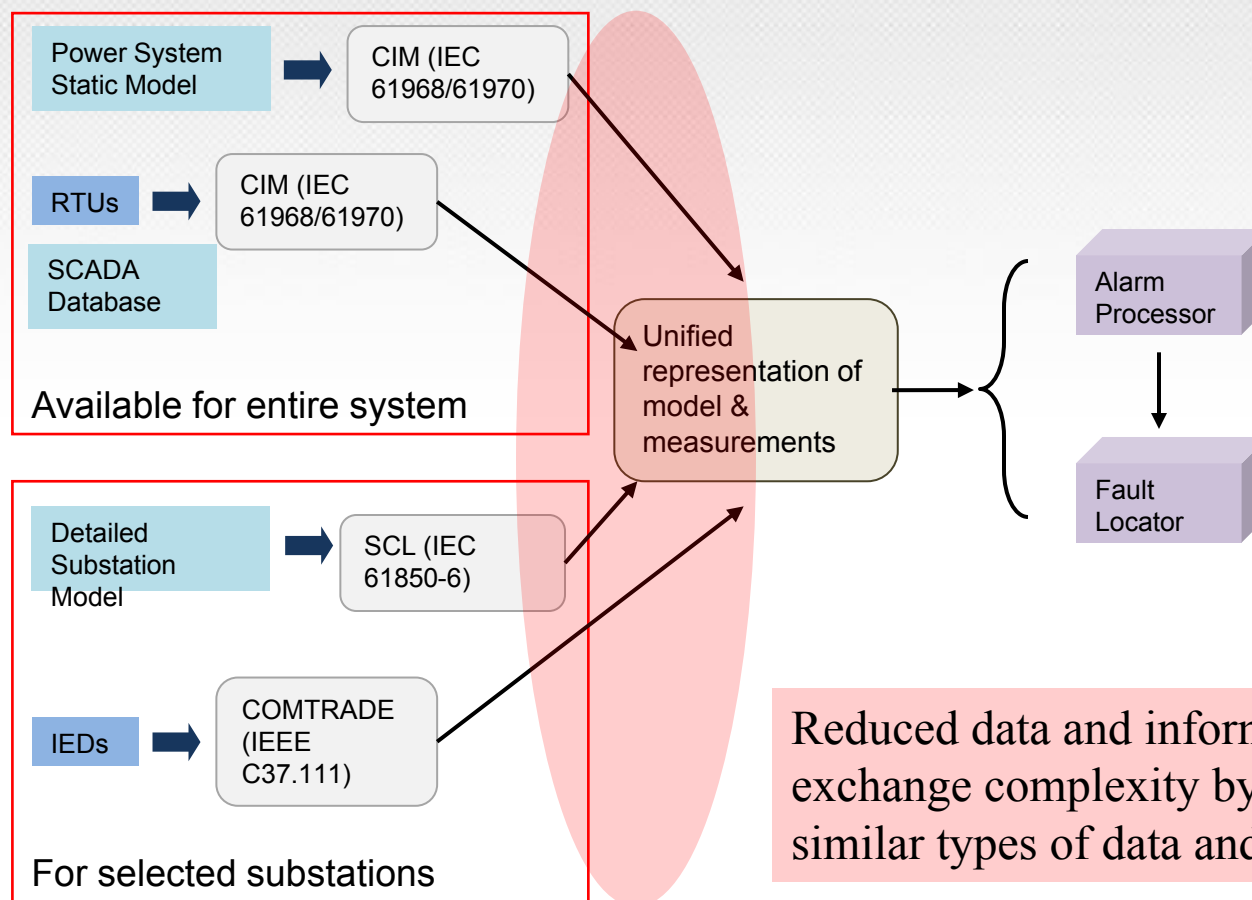 Power System
Static Model
CIM (IEC
61968/61970)
RTUs
CIM (IEC
61968/61970)
SCADA
Database
Available for entire system
Detailed
Substation
Model
SCL (IEC
61850-6)
IEDs
COMTRADE
(IEEE
C37.111)
For selected substations
Unified
representation of
model &
measurements
Alarm
Processor
Fault
Locator
Reduced data and
exchange complexity by
similar types of data and